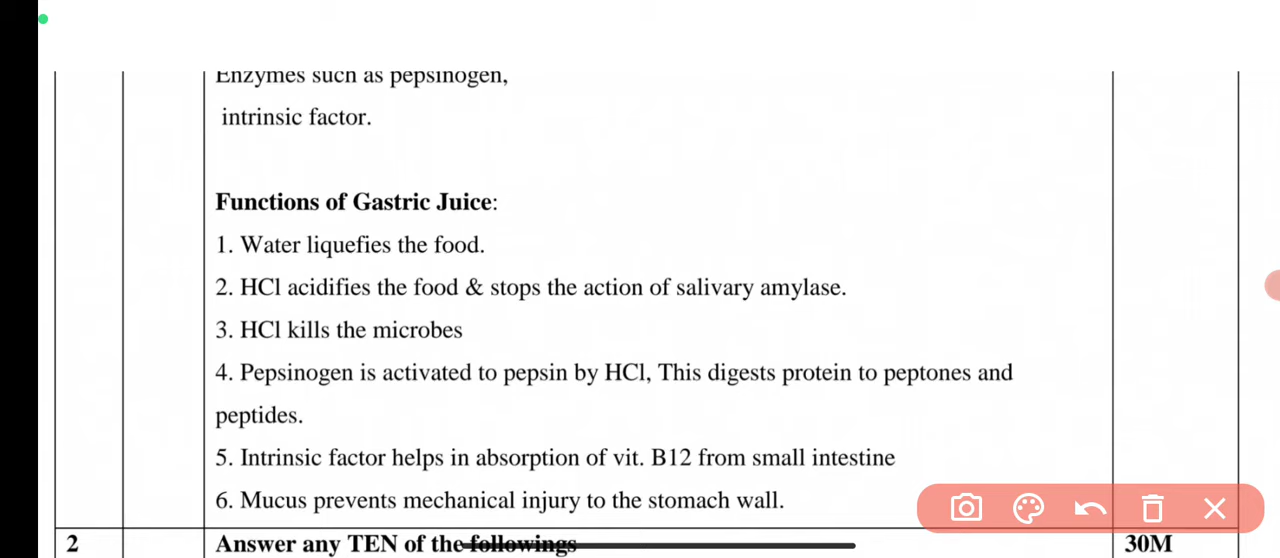 Enzymes such as pepsinogen,
intrinsic factor.
Functions of Gastric Juice:
1. Water liquefies the food.
2. HCl acidifies the food & stops the action of salivary amylase.
3. HCl kills the microbes
4. Pepsinogen is activated to pepsin by HCl, This digests protein to peptones and
peptides.
5. Intrinsic factor helps in absorption of vit. B12 from small intestine
6. Mucus prevents mechanical injury to the stomach wall.
2 Answer any TEN of the followings 30M